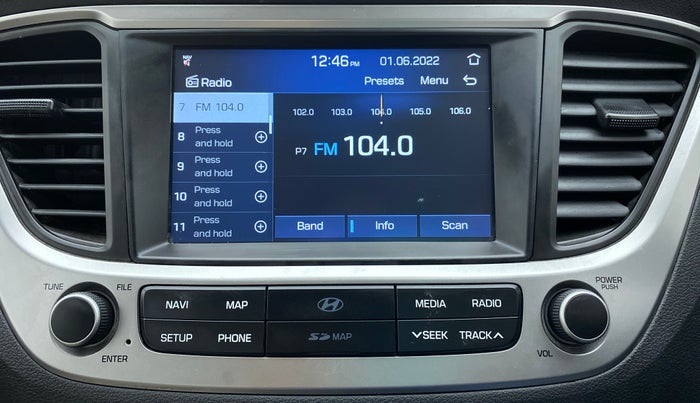 NAV
12:46 PM
01.06.2022
Radio
Presets
Menu
7 FM 104.0
8 Press and hold
9 Press and hold
10 Press and hold
11 Press and hold
102.0 103.0 104.0 105.0 106.0
P7 FM 104.0
Band
Info
Scan
TUNE
FILE
ENTER
NAVI
MAP
SETUP
PHONE
SD MAP
MEDIA
RADIO
SEEK
TRACK
POWER
PUSH
VOL